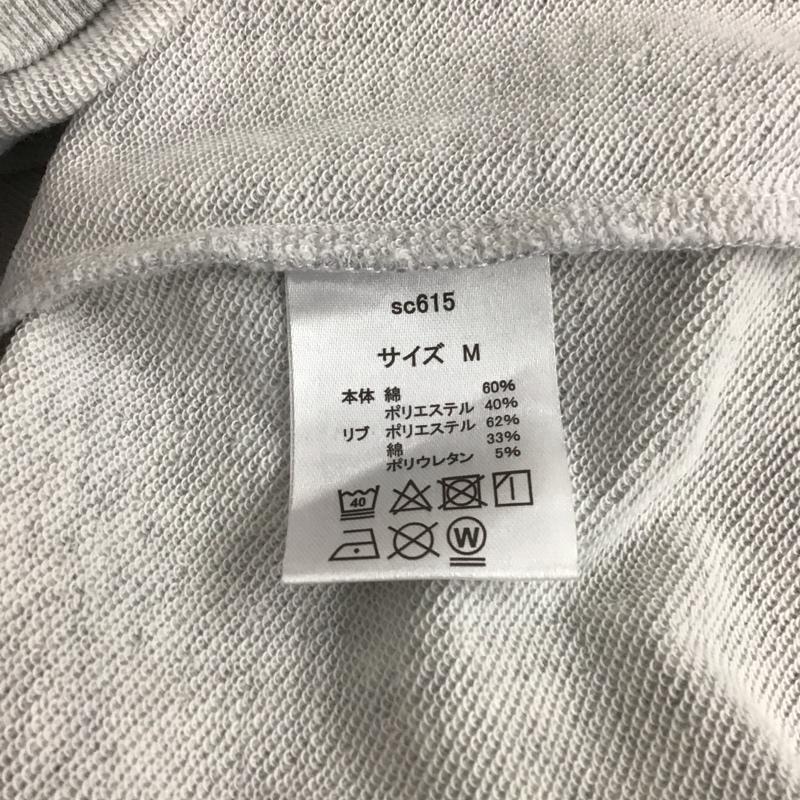 sc615
サイズ M
本体 綿 60%
ポリエステル 40%
リブ ポリエステル 62%
綿 33%
ポリウレタン 5%
40
W